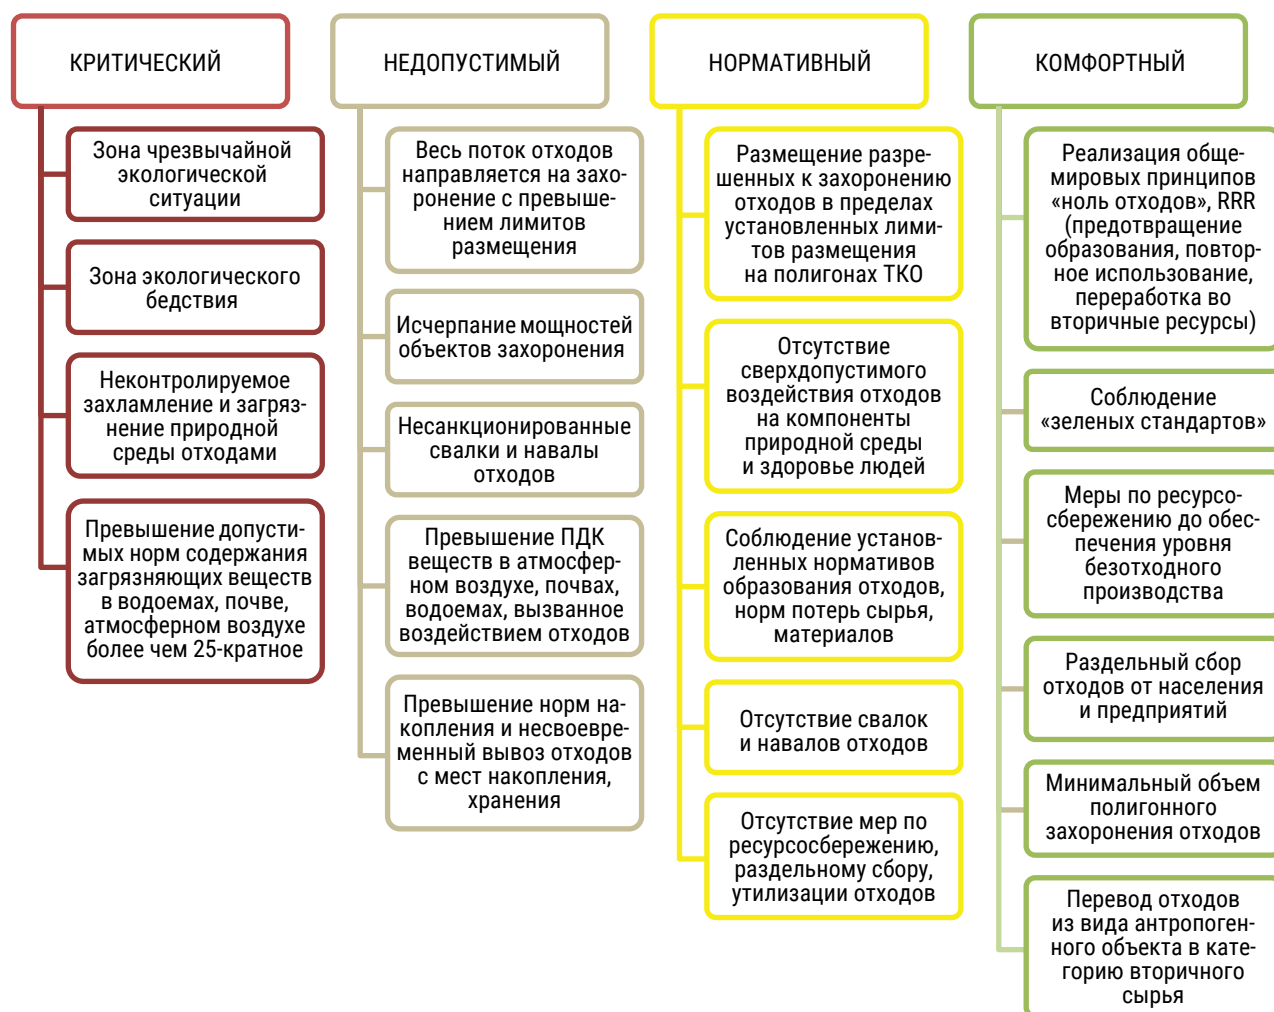 КРИТИЧЕСКИЙ
Зона чрезвычайной
экологической
ситуации
Зона экологического
бедствия
Неконтролируемое
захламление и загряз-
нение природной
среды отходами
Превышение допусти-
мых норм содержания
загрязняющих веществ
в водоемах, почве,
атмосферном воздухе
более чем 25-кратное
НЕДОПУСТИМЫЙ
Весь поток отходов
направляется на захо-
ронение с превыше-
нием лимитов
размещения
Исчерпание мощностей
объектов захоронения
Несанкционированные
свалки и навалы
отходов
Превышение ПДК
веществ в атмосфер-
ном воздухе, почвах,
водоемах, вызванное
воздействием отходов
Превышение норм на-
копления и несвоевре-
менный вывоз отходов
с мест накопления,
хранения
НОРМАТИВНЫЙ
Размещение разре-
шенных к захоронению
отходов в пределах
установленных лими-
тов размещения
на полигонах ТКО
Отсутствие
сверхдопустимого
воздействия отходов
на компоненты
природной среды
и здоровье людей
Соблюдение установ-
ленных нормативов
образования отходов,
норм потерь сырья,
материалов
Отсутствие свалок
и навалов отходов
Отсутствие мер по
ресурсосбережению,
раздельному сбору,
утилизации отходов
КОМФОРТНЫЙ
Реализация обще-
мировых принципов
«ноль отходов», RRR
(предотвращение
образования, повтор-
ное использование,
переработка во
вторичные ресурсы)
Соблюдение
«зеленых стандартов»
Меры по ресурсо-
сбережению до обес-
печения уровня
безотходного
производства
Раздельный сбор
отходов от населения
и предприятий
Минимальный объем
полигонного
захоронения отходов
Перевод отходов
из вида антропоген-
ного объекта в кате-
горию вторичного
сырья